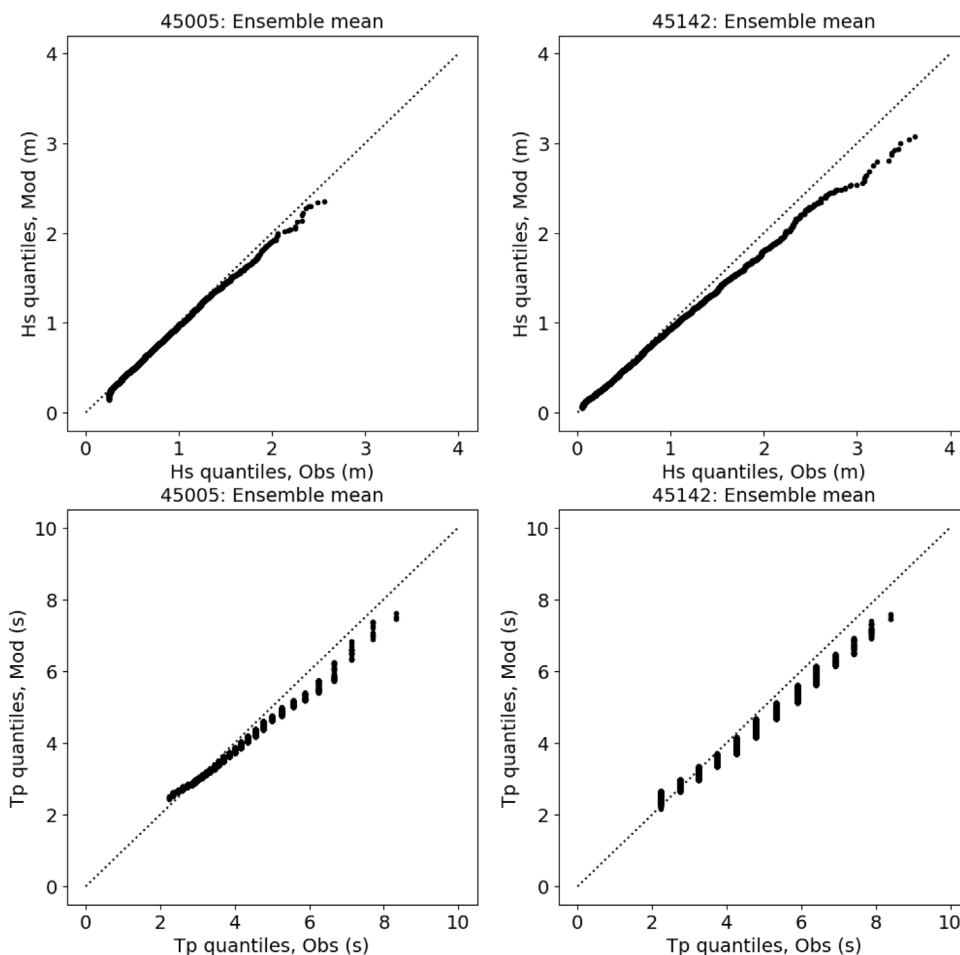 45005: Ensemble mean
45142: Ensemble mean
Hs quantiles, Mod (m)
4
3
2
1
0
0 1 2 3 4
Hs quantiles, Obs (m)
Hs quantiles, Mod (m)
4
3
2
1
0
0 1 2 3 4
Hs quantiles, Obs (m)
45005: Ensemble mean
45142: Ensemble mean
Tp quantiles, Mod (s)
10
8
6
4
2
0
0 2 4 6 8 10
Tp quantiles, Obs (s)
Tp quantiles, Mod (s)
10
8
6
4
2
0
0 2 4 6 8 10
Tp quantiles, Obs (s)